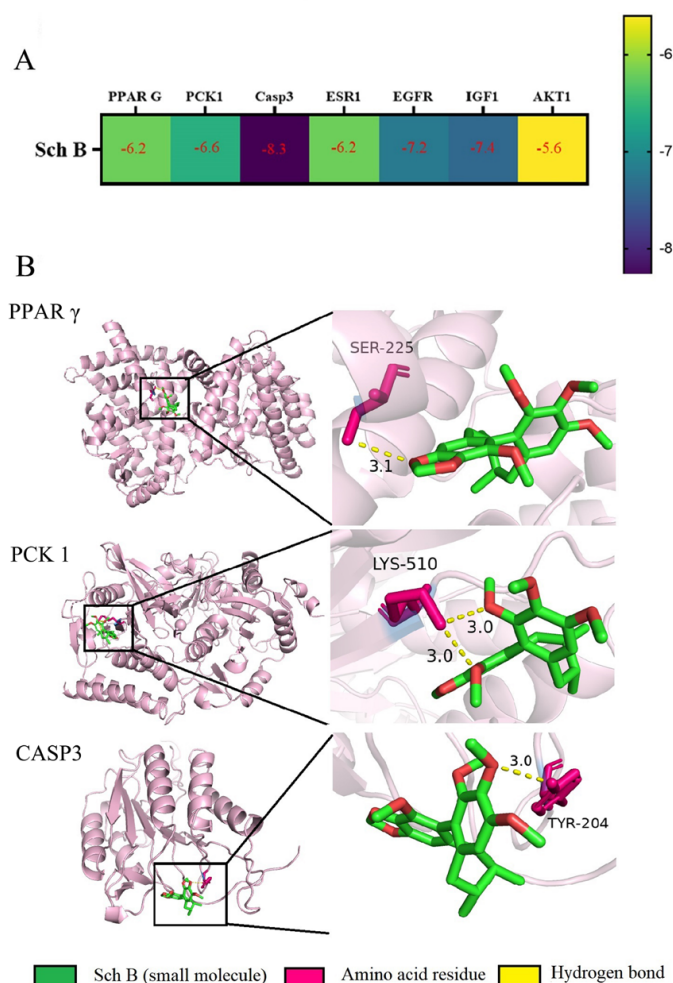 A
PPAR G PCK1 Casp3 ESR1 EGFR IGF1 AKT1
Sch B -6.2 -6.6 -8.3 -6.2 -7.2 -7.4 -5.6
-6
-7
-8
B
PPAR γ
SER-225
3.1
PCK 1
LYS-510
3.0
3.0
CASP3
3.0
TYR-204
Sch B (small molecule) Amino acid residue Hydrogen bond